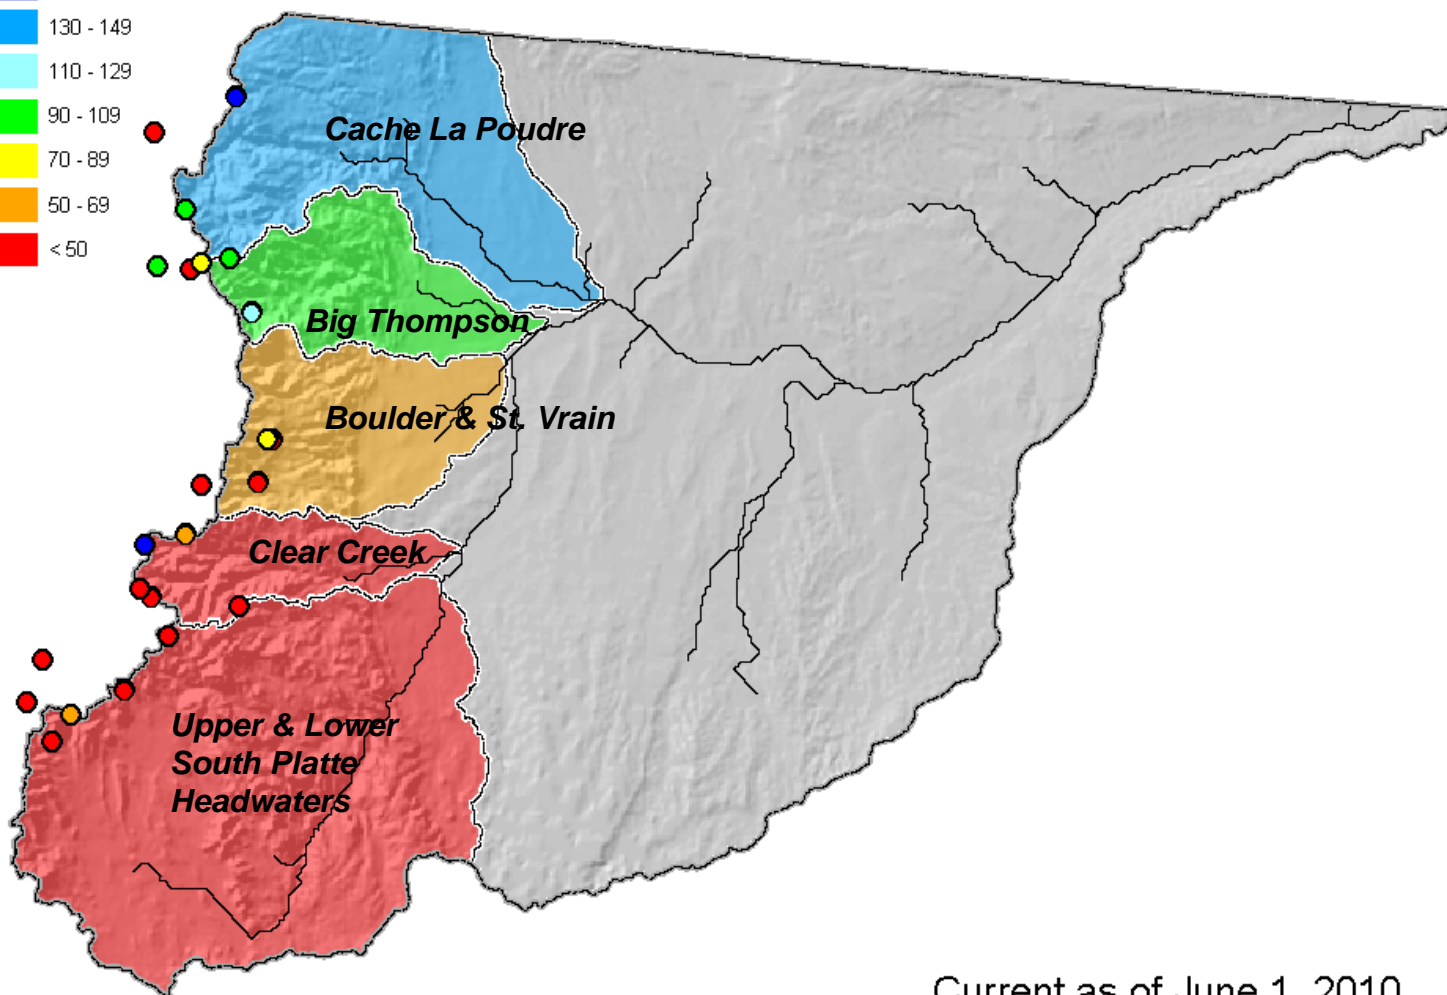 130 - 149
110 - 129
90 - 109
70 - 89
50 - 69
< 50
Cache La Poudre
Big Thompson
Boulder & St. Vrain
Clear Creek
Upper & Lower
South Platte
Headwaters
Current as of June 1, 2010